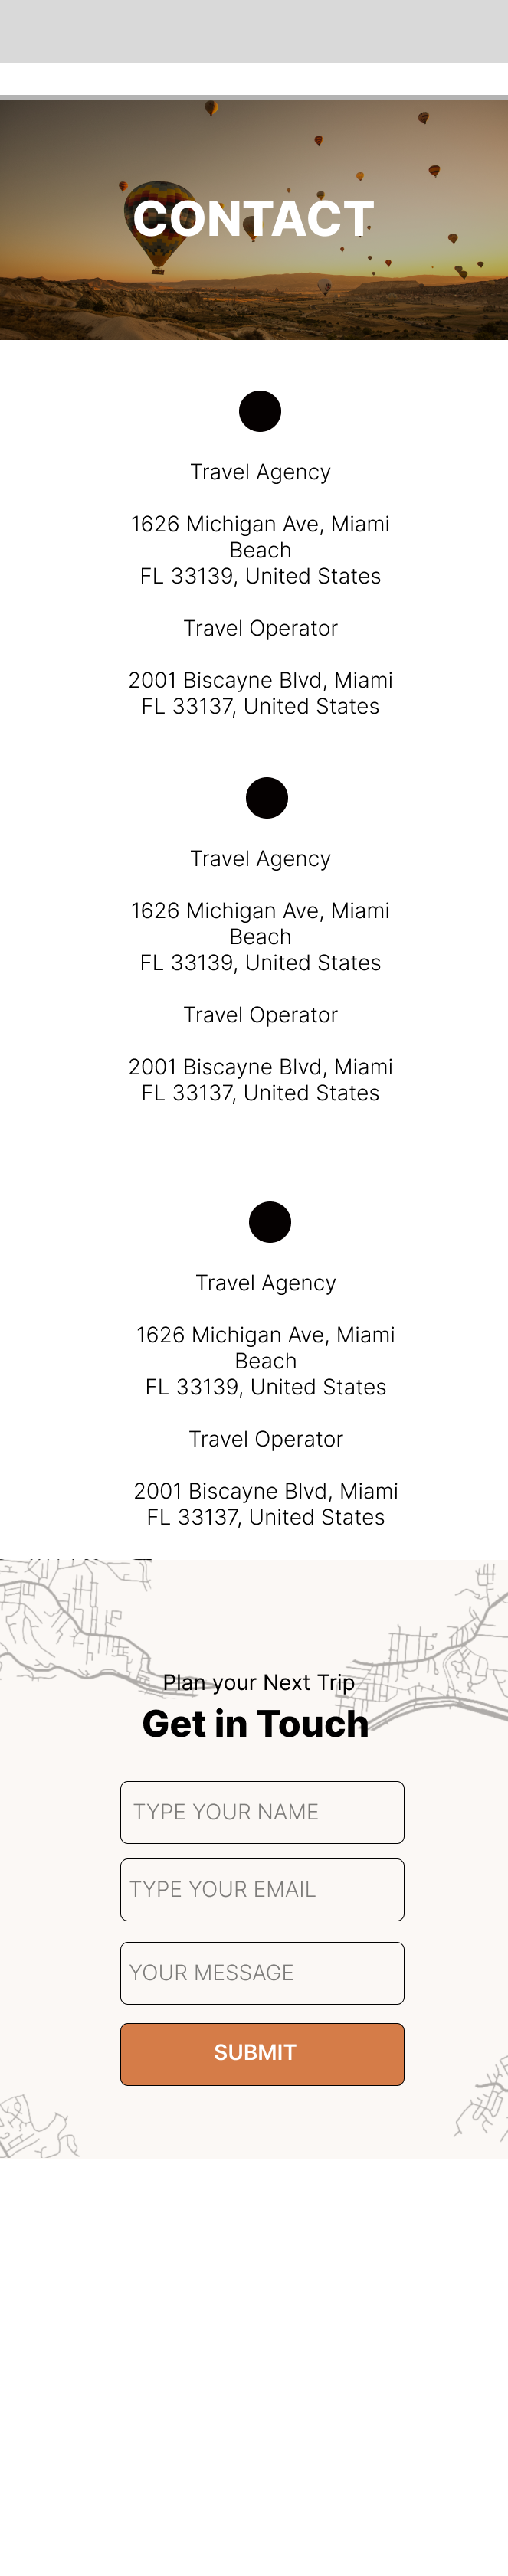 CONTACT
Travel Agency
1626 Michigan Ave, Miami
Beach
FL 33139, United States
Travel Operator
2001 Biscayne Blvd, Miami
FL 33137, United States
Travel Agency
1626 Michigan Ave, Miami
Beach
FL 33139, United States
Travel Operator
2001 Biscayne Blvd, Miami
FL 33137, United States
Travel Agency
1626 Michigan Ave, Miami
Beach
FL 33139, United States
Travel Operator
2001 Biscayne Blvd, Miami
FL 33137, United States
Plan your Next Trip
Get in Touch
TYPE YOUR NAME
TYPE YOUR EMAIL
YOUR MESSAGE
SUBMIT